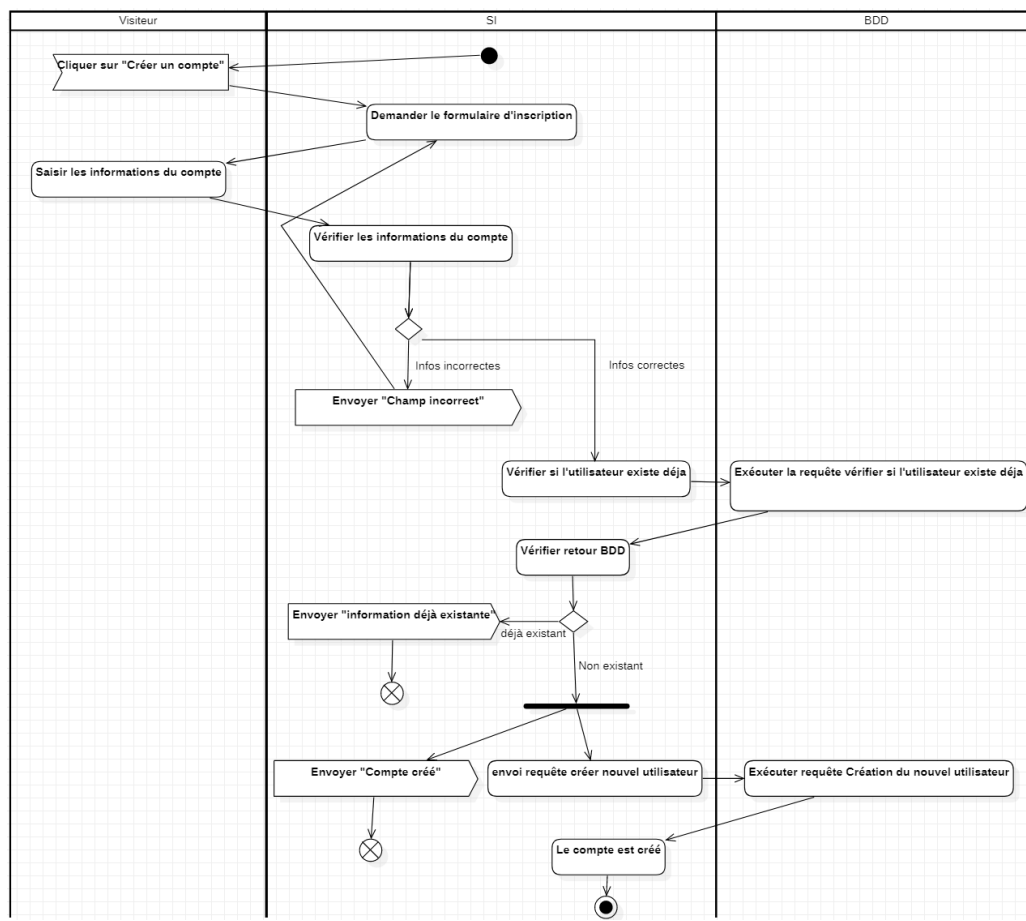 Visiteur
SI
BDD
Cliquer sur "Créer un compte"
Demander le formulaire d'inscription
Saisir les informations du compte
Vérifier les informations du compte
Infos incorrectes
Infos correctes
Envoyer "Champ incorrect"
Vérifier si l'utilisateur existe déja
Exécuter la requête vérifier si l'utilisateur existe déja
Vérifier retour BDD
Envoyer "information déjà existante"
déjà existant
Non existant
Envoyer "Compte créé"
envoi requête créer nouvel utilisateur
Exécuter requête Création du nouvel utilisateur
Le compte est créé